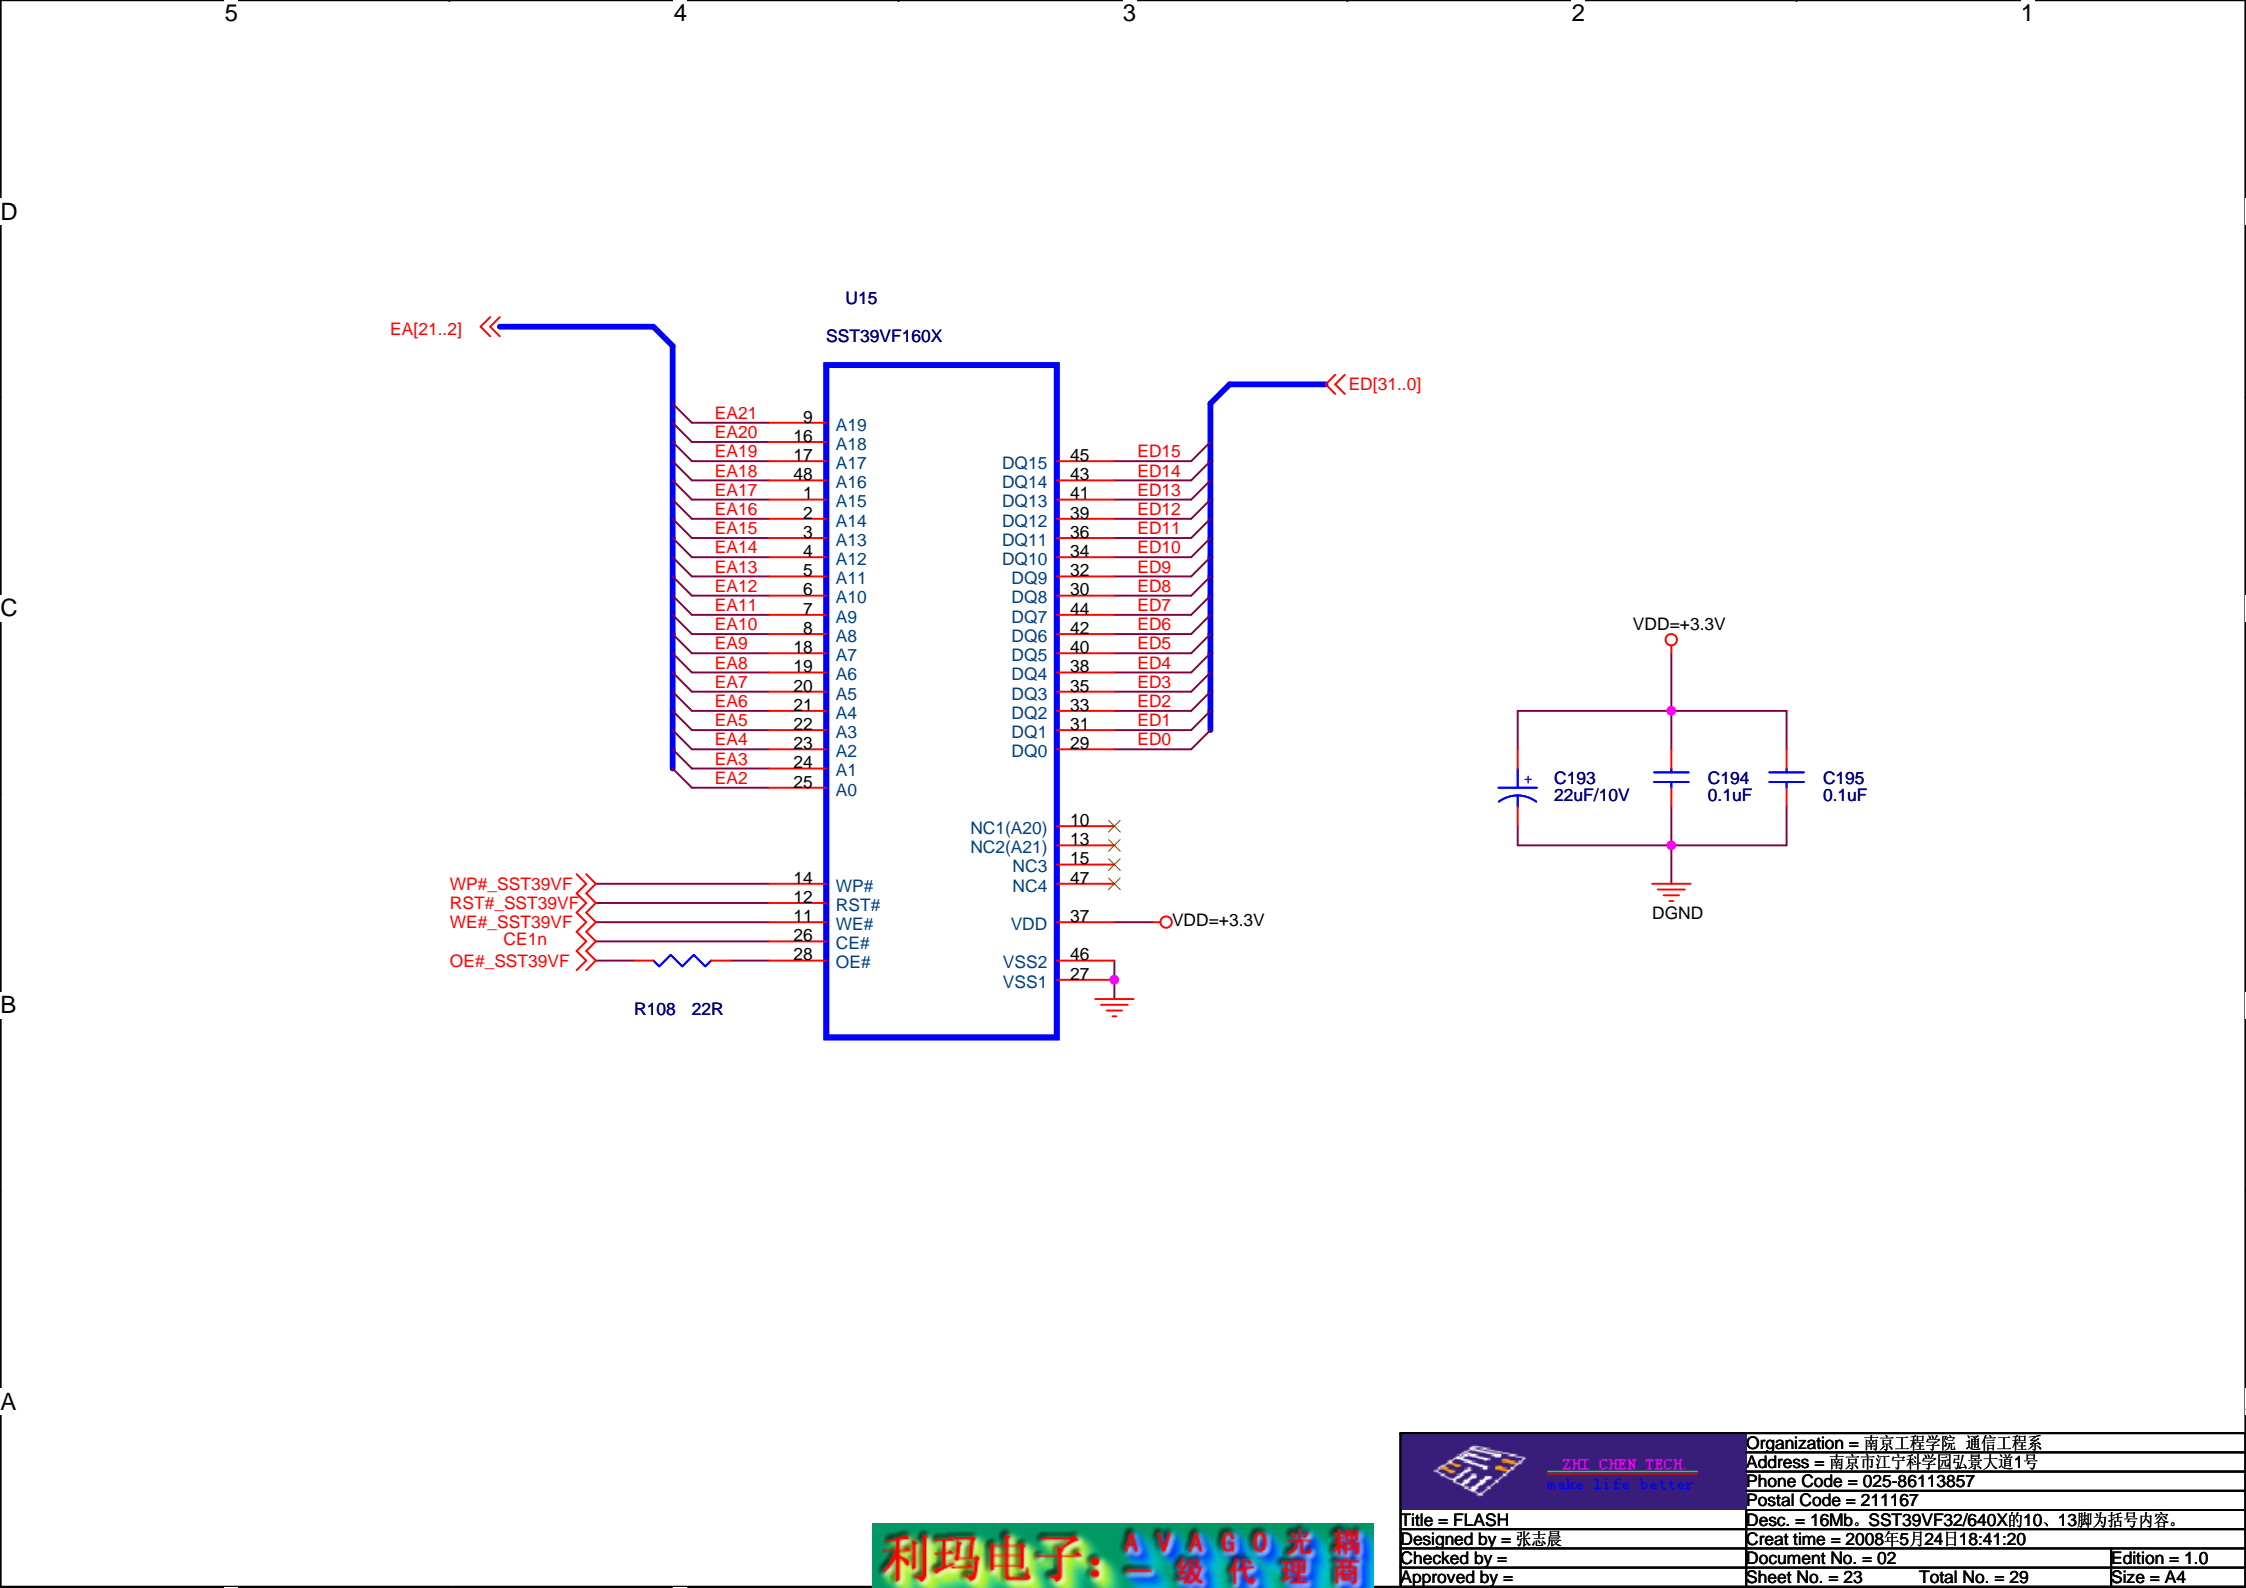 5 4 3 2 1
D
C
B
A
U15
SST39VF160X
EA[21..2]
ED[31..0]
EA21 9 A19
EA20 16 A18
EA19 17 A17
EA18 48 A16
EA17 1 A15
EA16 2 A14
EA15 3 A13
EA14 4 A12
EA13 5 A11
EA12 6 A10
EA11 7 A9
EA10 8 A8
EA9 18 A7
EA8 19 A6
EA7 20 A5
EA6 21 A4
EA5 22 A3
EA4 23 A2
EA3 24 A1
EA2 25 A0
DQ15 45 ED15
DQ14 43 ED14
DQ13 41 ED13
DQ12 39 ED12
DQ11 36 ED11
DQ10 34 ED10
DQ9 32 ED9
DQ8 30 ED8
DQ7 44 ED7
DQ6 42 ED6
DQ5 40 ED5
DQ4 38 ED4
DQ3 35 ED3
DQ2 33 ED2
DQ1 31 ED1
DQ0 29 ED0
NC1(A20) 10
NC2(A21) 13
NC3 15
NC4 47
WP#_SST39VF 14 WP#
RST#_SST39VF 12 RST#
WE#_SST39VF 11 WE#
CE1n 26 CE#
OE#_SST39VF 28 OE#
R108 22R
VDD 37 VDD=+3.3V
VSS2 46
VSS1 27
VDD=+3.3V
C193
22uF/10V
C194
0.1uF
C195
0.1uF
+
DGND
ZHI CHEN TECH
make life better
Organization = 南京工程学院 通信工程系
Address = 南京市江宁科学园弘景大道1号
Phone Code = 025-86113857
Postal Code = 211167
Title = FLASH
Desc. = 16Mb。SST39VF32/640X的10、13脚为括号内容。
Designed by = 张志晨
Creat time = 2008年5月24日18:41:20
Checked by =
Document No. = 02
Edition = 1.0
Approved by =
Sheet No. = 23 Total No. = 29
Size = A4
利玛电子：
AVAGO光耦
一级代理商